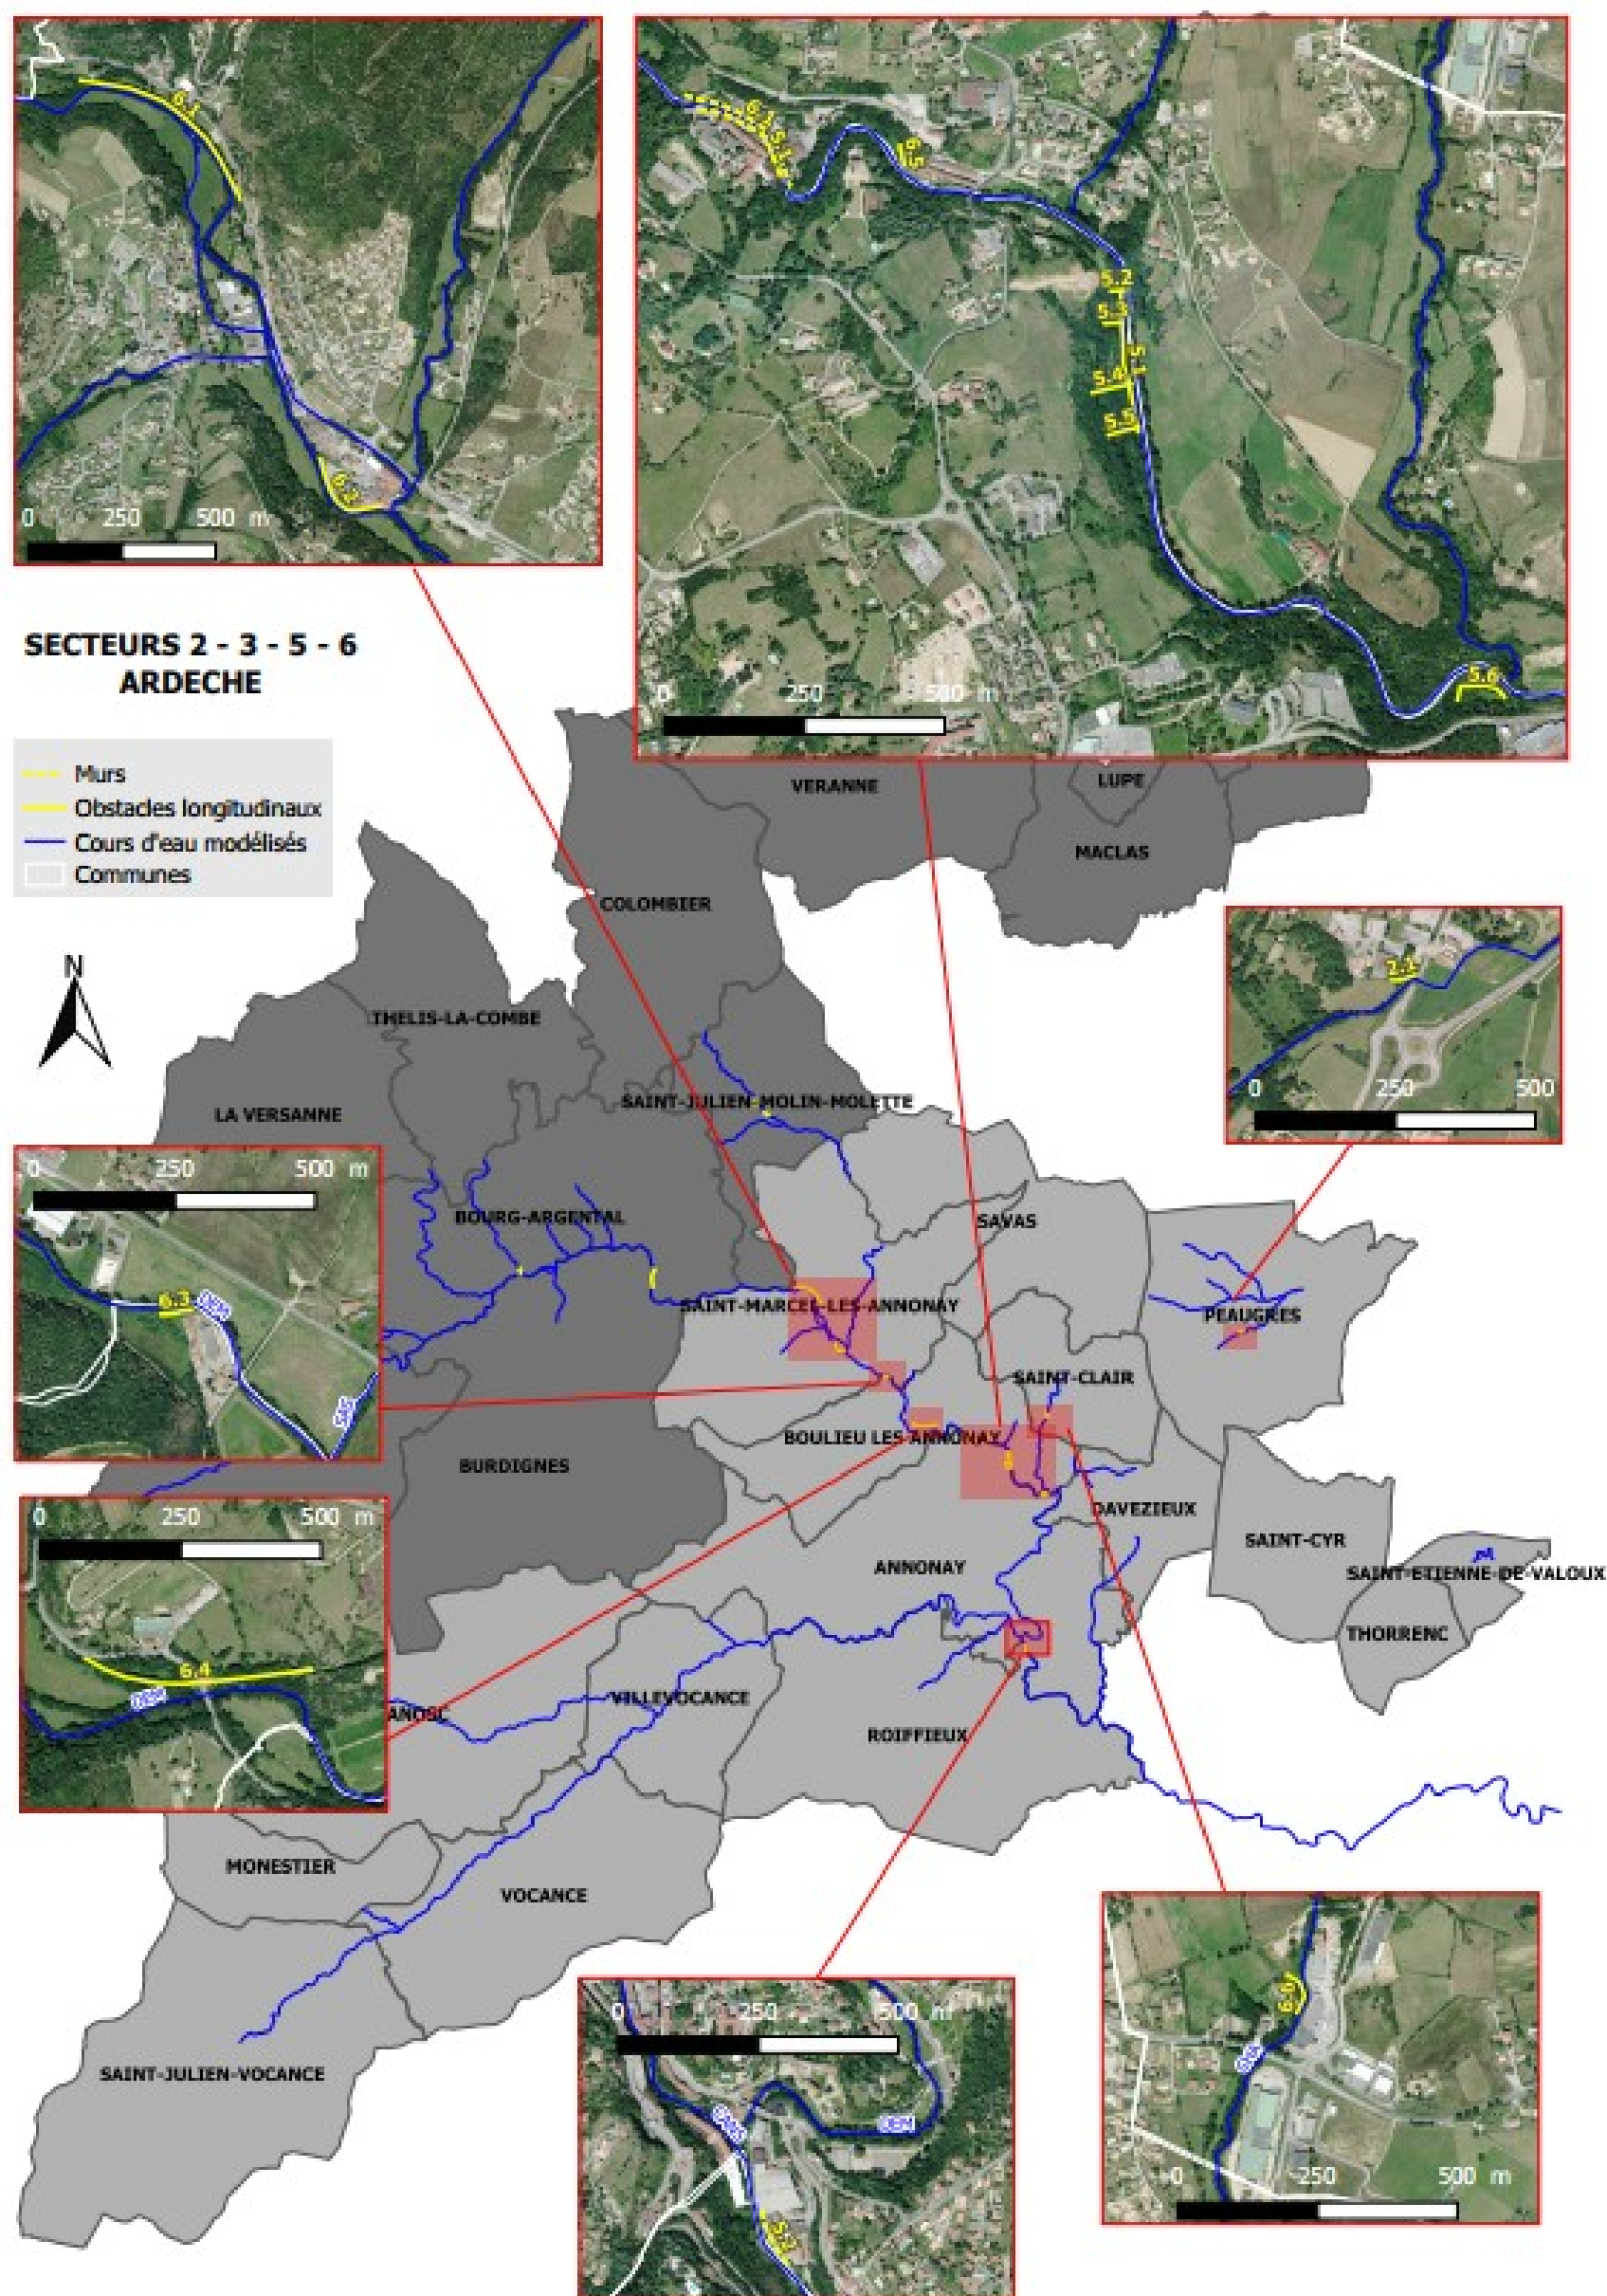 6.1
6.2
0 250 500 m
6.5
5.2
5.3
5.4
5.5
5.6
0 250 500 m
SECTEURS 2 - 3 - 5 - 6
ARDECHE
Murs
Obstacles longitudinaux
Cours d'eau modélisés
Communes
N
VERANNE
LUPE
MACLAS
COLOMBIER
THELIS-LA-COMBE
LA VERSANNE
SAINT-JULIEN-MOLIN-MOLETTE
2.1
0 250 500
0 250 500 m
6.3
DEM
SAS
BOURG-ARGENTAL
SAVAS
SAINT-MARCEL-LES-ANNONAY
PEAUGRES
SAINT-CLAIR
BOULIEU LES ANNONAY
BURDIGNES
DAVEZIEUX
SAINT-CYR
SAINT-ETIENNE-DE-VALOUX
THORRENC
ANNONAY
0 250 500 m
6.4
DEM
VILLEVOCANCE
ROIFFIEUX
MONESTIER
VOCANCE
SAINT-JULIEN-VOCANCE
0 250 500 m
DEM
6.6
0 250 500 m